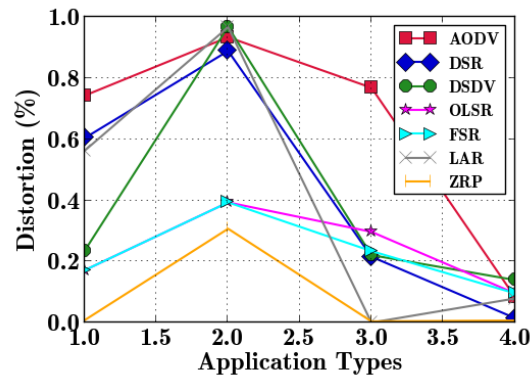 1.0
0.8
0.6
0.4
0.2
0.0
Distortion (%)
AODV
DSR
DSDV
OLSR
FSR
LAR
ZRP
1.0 1.5 2.0 2.5 3.0 3.5 4.0
Application Types